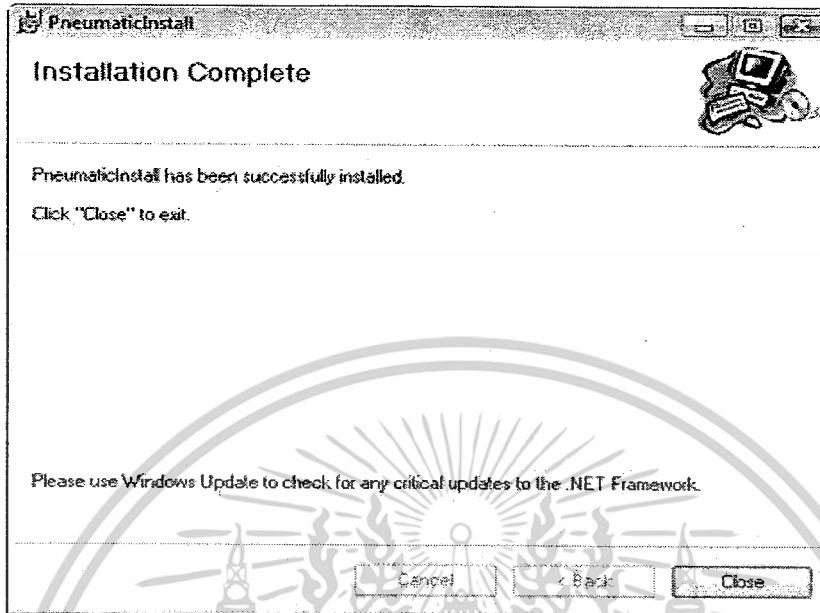 PneumaticInstall
Installation Complete
PneumaticInstall has been successfully installed.
Click "Close" to exit.
Please use Windows Update to check for any critical updates to the .NET Framework.
Cancel
< Back
Close